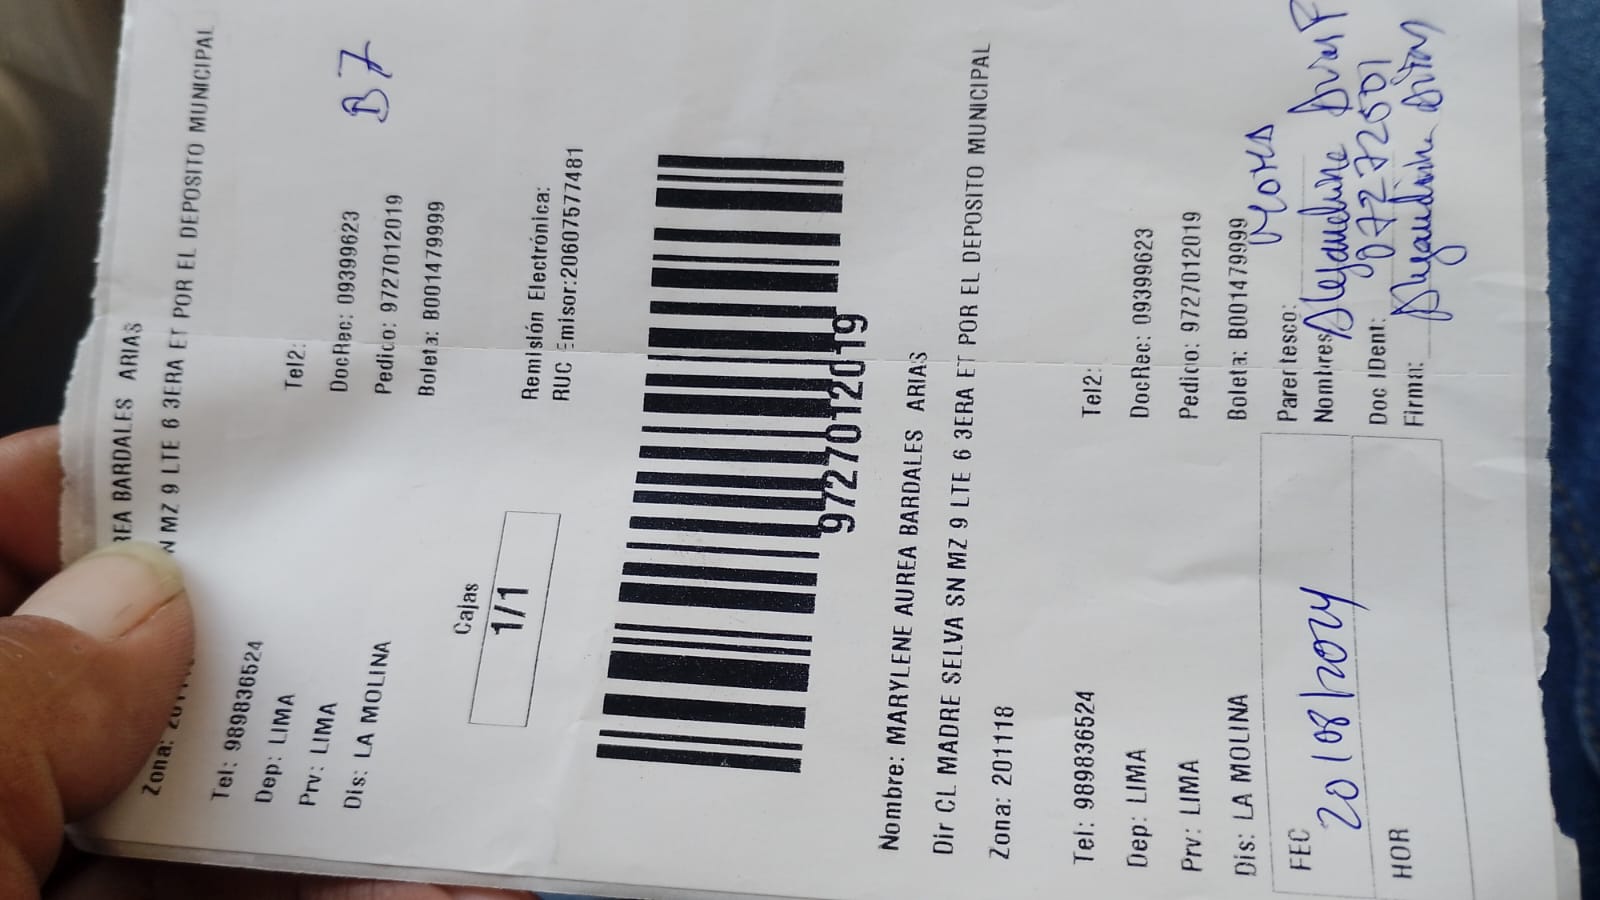 REA BARDALES ARIAS
N MZ 9 LTE 6 3ERA ET POR EL DEPOSITO MUNICIPAL
Zona:
Tel: 989836524 Tel2:
Dep: LIMA DocRec: 09399623
Prv: LIMA Pedido: 9727012019
Dis: LA MOLINA Boleta: B001479999
B7
Cajas
1/1
Remisión Electrónica:
RUC Emisor:20607577481
9727012019
Nombre: MARYLENE AUREA BARDALES ARIAS
Dir CL MADRE SELVA SN MZ 9 LTE 6 3ERA ET POR EL DEPOSITO MUNICIPAL
Zona: 201118
Tel: 989836524 Tel2:
Dep: LIMA DocRec: 09399623
Prv: LIMA Pedido: 9727012019
Dis: LA MOLINA Boleta: B001479999
FEC 20/08/2024
HOR
Parentesco:
Nombres: Alejandrina
Doc IDent: 07272501
Firma: Alejandrina